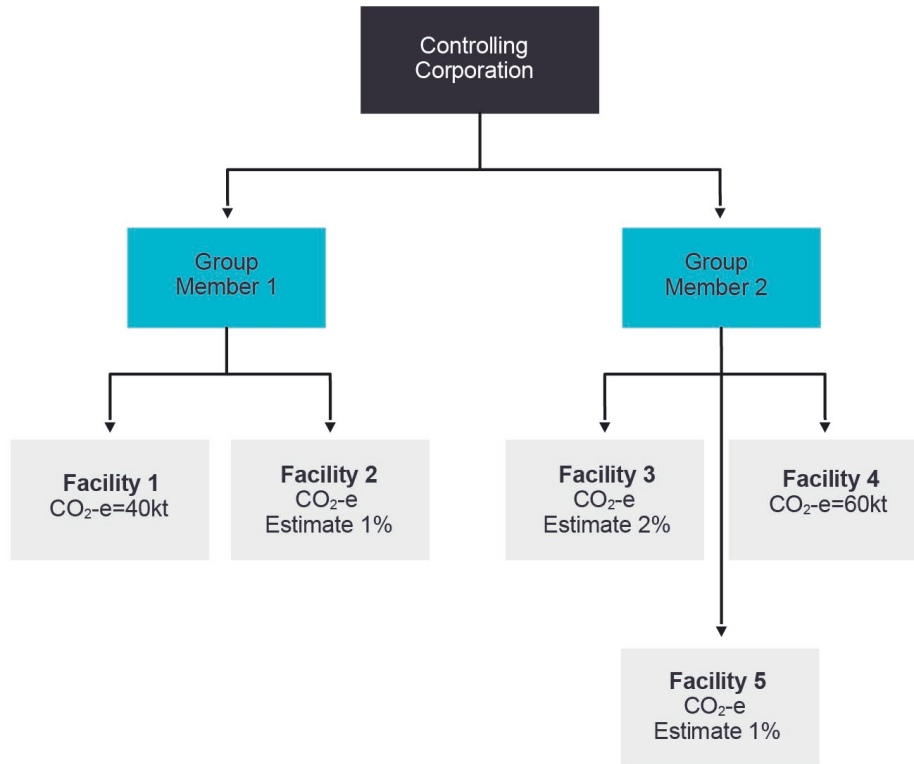 Controlling
Corporation
Group
Member 1
Group
Member 2
Facility 1
CO₂-e=40kt
Facility 2
CO₂-e
Estimate 1%
Facility 3
CO₂-e
Estimate 2%
Facility 4
CO₂-e=60kt
Facility 5
CO₂-e
Estimate 1%